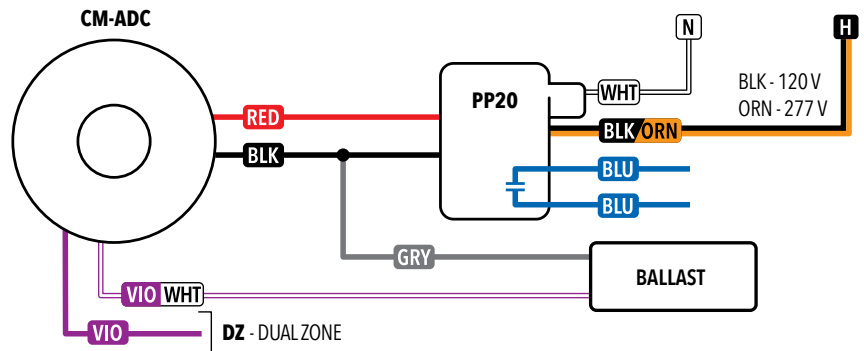 CM-ADC
N
H
PP20
WHT
BLK - 120 V
ORN - 277 V
RED
BLK/ORN
BLK
BLU
BLU
GRY
BALLAST
VIO WHT
VIO
DZ - DUAL ZONE